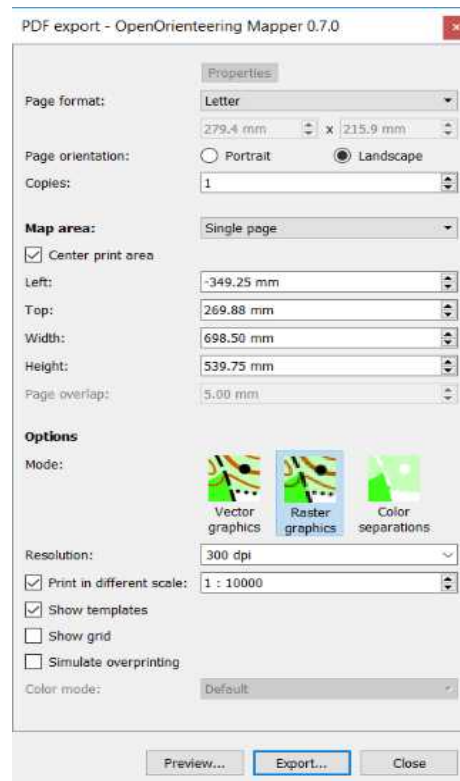 PDF export - OpenOrienteering Mapper 0.7.0
Properties
Page format: Letter
279.4 mm x 215.9 mm
Page orientation: Portrait Landscape
Copies: 1
Map area: Single page
Center print area
Left: -349.25 mm
Top: 269.88 mm
Width: 698.50 mm
Height: 539.75 mm
Page overlap: 5.00 mm
Options
Mode:
Vector graphics Raster graphics Color separations
Resolution: 300 dpi
Print in different scale: 1 : 10000
Show templates
Show grid
Simulate overprinting
Color mode: Default
Preview... Export... Close